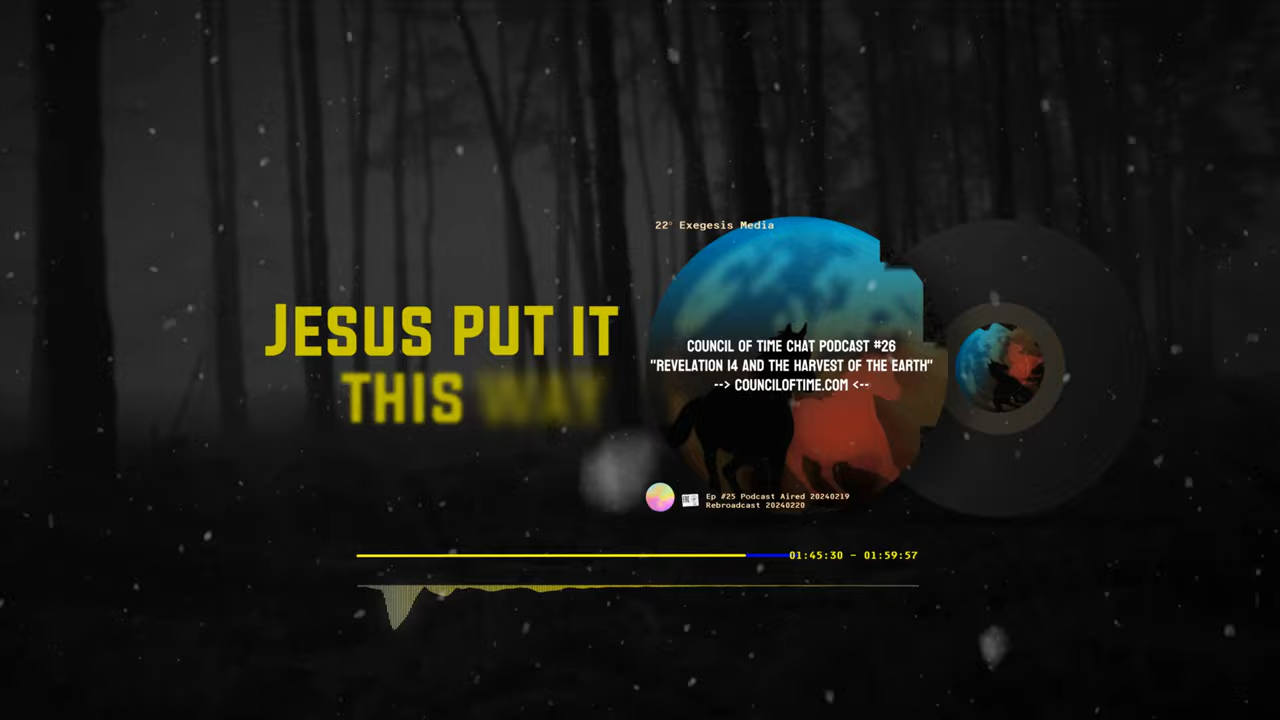 22° Exegesis Media
JESUS PUT IT
THIS WAY
COUNCIL OF TIME CHAT PODCAST #26
"REVELATION 14 AND THE HARVEST OF THE EARTH"
--> COUNCILOFTIME.COM <--
Ep #25 Podcast Aired 20240219
Rebroadcast 20240220
01:45:30 - 01:59:57